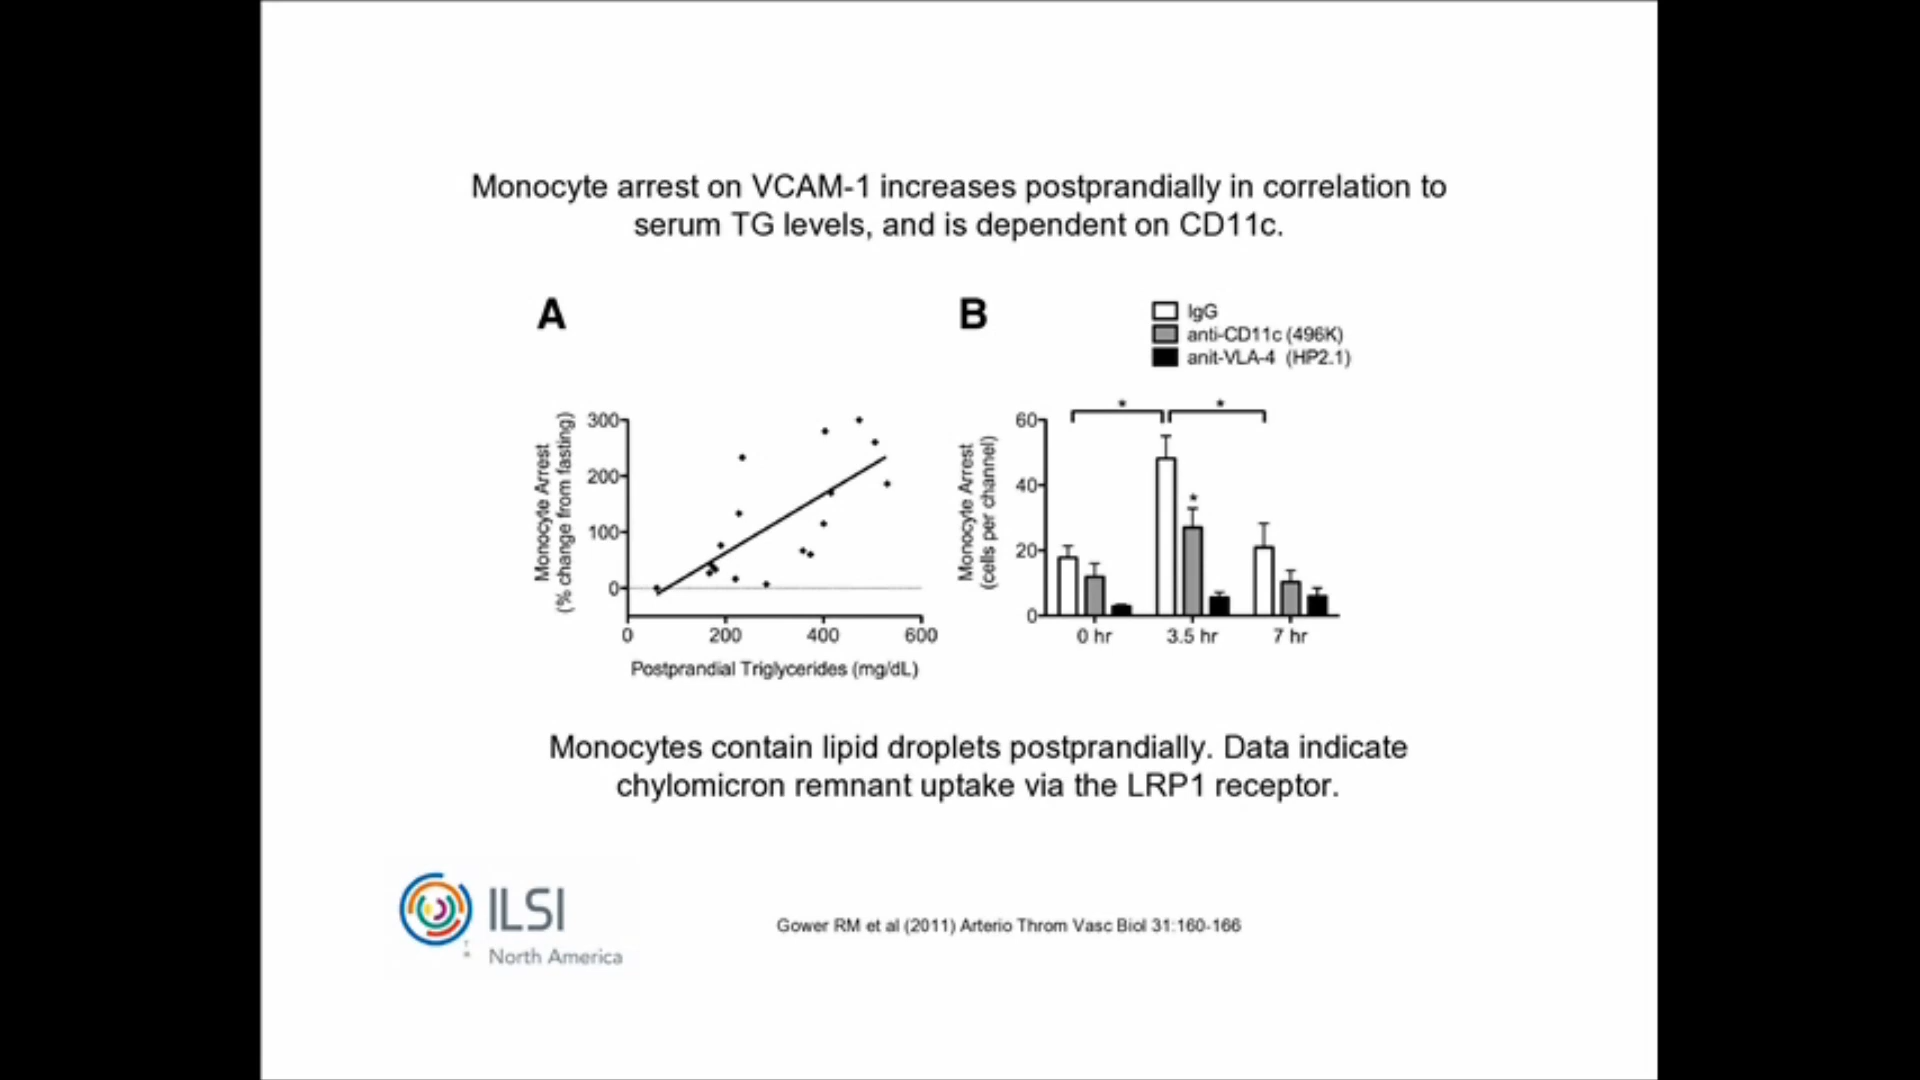 Monocyte arrest on VCAM-1 increases postprandially in correlation to
serum TG levels, and is dependent on CD11c.
A
Monocyte Arrest
(% change from fasting)
300
200
100
0
0 200 400 600
Postprandial Triglycerides (mg/dL)
B
IgG
anti-CD11c (496K)
anit-VLA-4 (HP2.1)
Monocyte Arrest
(cells per channel)
60
40
20
0
* *
*
0 hr 3.5 hr 7 hr
Monocytes contain lipid droplets postprandially. Data indicate
chylomicron remnant uptake via the LRP1 receptor.
ILSI
North America
Gower RM et al (2011) Arterio Throm Vasc Biol 31:160-166